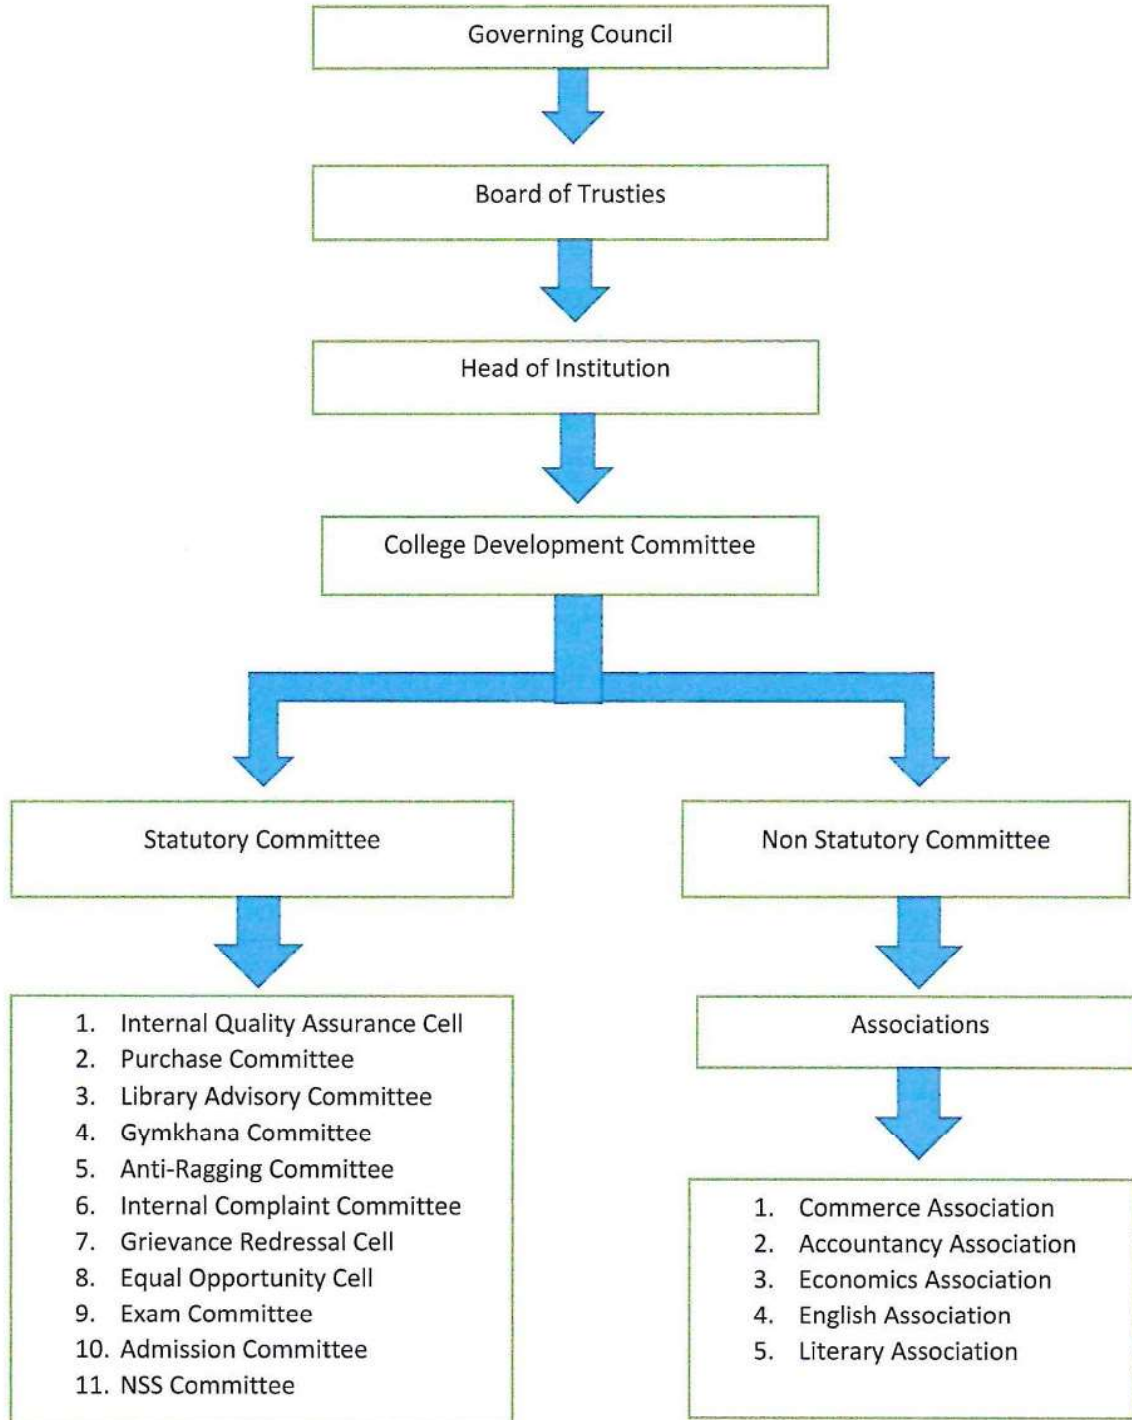 Governing Council
Board of Trusties
Head of Institution
College Development Committee
Statutory Committee
Non Statutory Committee
1. Internal Quality Assurance Cell
2. Purchase Committee
3. Library Advisory Committee
4. Gymkhana Committee
5. Anti-Ragging Committee
6. Internal Complaint Committee
7. Grievance Redressal Cell
8. Equal Opportunity Cell
9. Exam Committee
10. Admission Committee
11. NSS Committee
Associations
1. Commerce Association
2. Accountancy Association
3. Economics Association
4. English Association
5. Literary Association